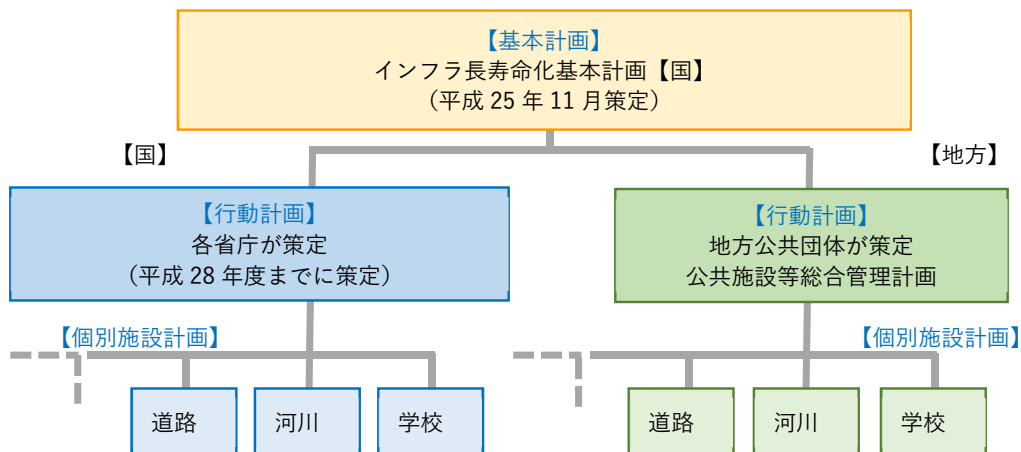 【基本計画】
インフラ長寿命化基本計画【国】
（平成 25 年 11 月策定）
【国】
【地方】
【行動計画】
各省庁が策定
（平成 28 年度までに策定）
【行動計画】
地方公共団体が策定
公共施設等総合管理計画
【個別施設計画】
【個別施設計画】
道路
河川
学校
道路
河川
学校